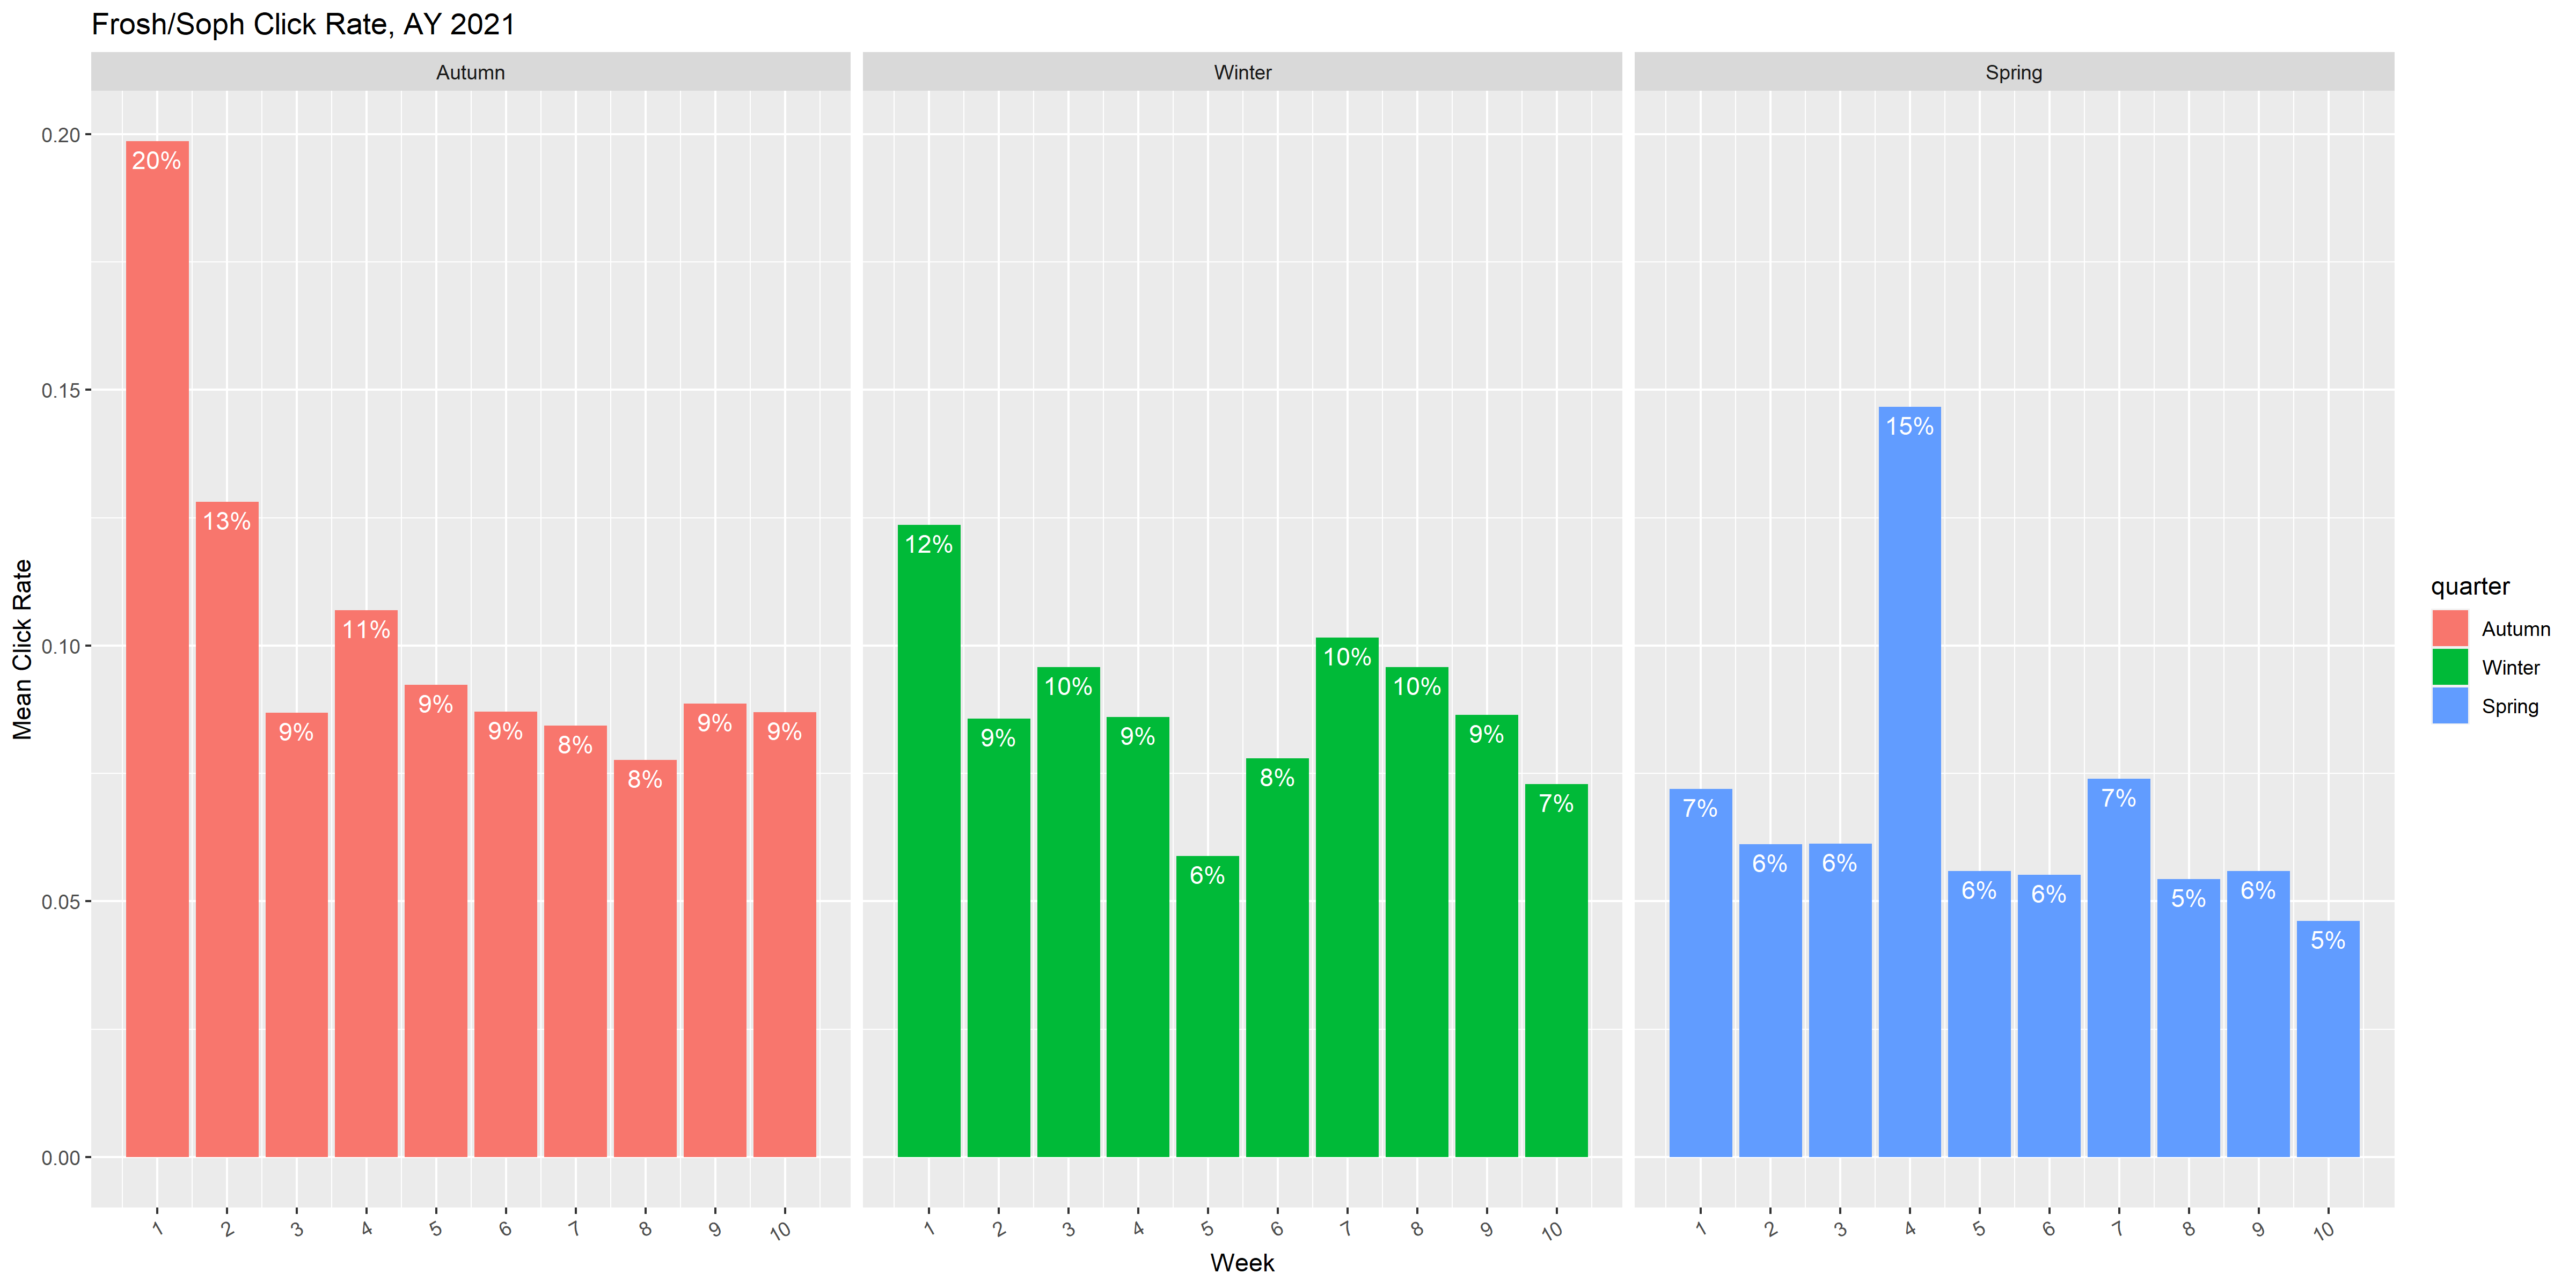 Frosh/Soph Click Rate, AY 2021
Autumn
Winter
Spring
Mean Click Rate
0.20
0.15
0.10
0.05
0.00
20%
13%
9%
11%
9%
9%
8%
8%
9%
9%
12%
9%
10%
9%
6%
8%
10%
10%
9%
7%
7%
6%
6%
15%
6%
6%
7%
5%
6%
5%
1 2 3 4 5 6 7 8 9 10
1 2 3 4 5 6 7 8 9 10
1 2 3 4 5 6 7 8 9 10
Week
quarter
Autumn
Winter
Spring